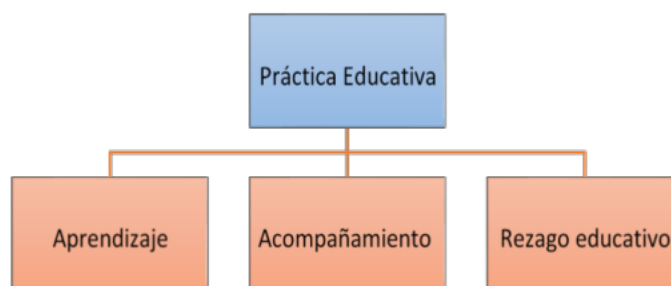 Práctica Educativa
Aprendizaje
Acompañamiento
Rezago educativo